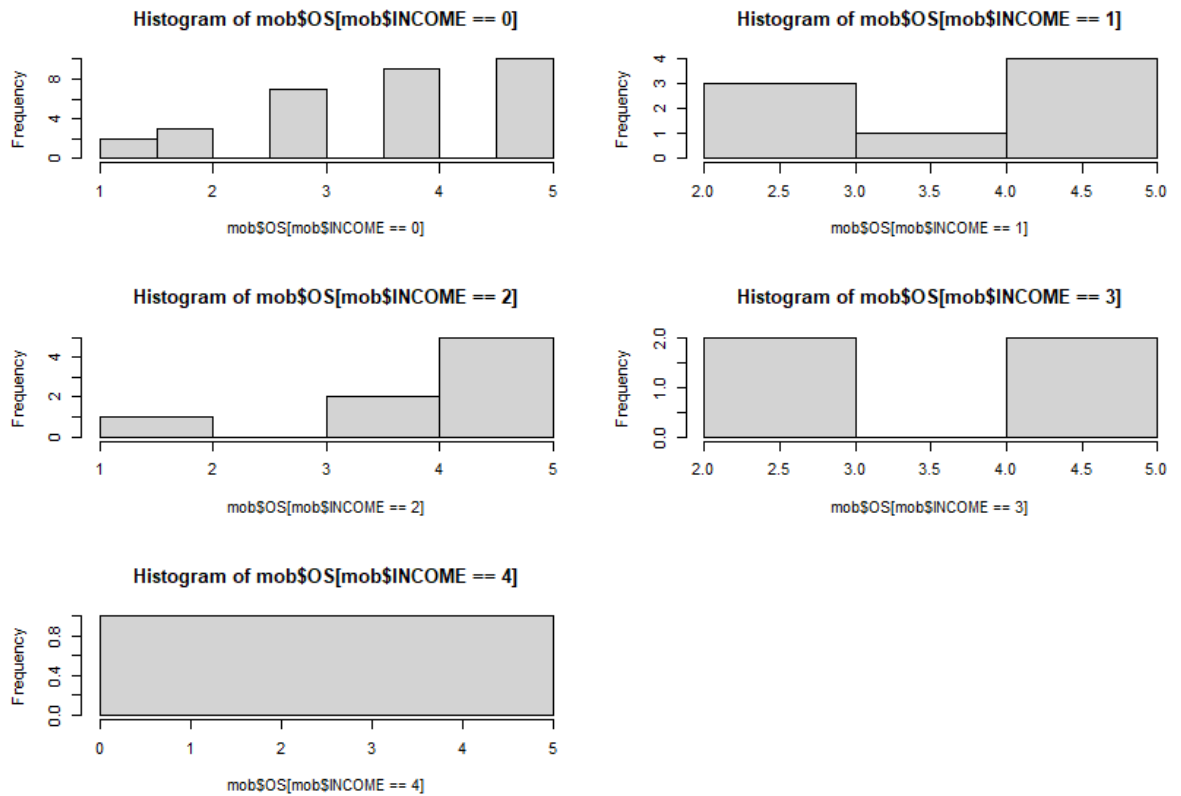 Histogram of mob$OS[mob$INCOME == 0]
Frequency
0 4 8
1 2 3 4 5
mob$OS[mob$INCOME == 0]
Histogram of mob$OS[mob$INCOME == 1]
Frequency
0 1 2 3 4
2.0 2.5 3.0 3.5 4.0 4.5 5.0
mob$OS[mob$INCOME == 1]
Histogram of mob$OS[mob$INCOME == 2]
Frequency
0 2 4
1 2 3 4 5
mob$OS[mob$INCOME == 2]
Histogram of mob$OS[mob$INCOME == 3]
Frequency
0.0 1.0 2.0
2.0 2.5 3.0 3.5 4.0 4.5 5.0
mob$OS[mob$INCOME == 3]
Histogram of mob$OS[mob$INCOME == 4]
Frequency
0.0 0.4 0.8
0 1 2 3 4 5
mob$OS[mob$INCOME == 4]